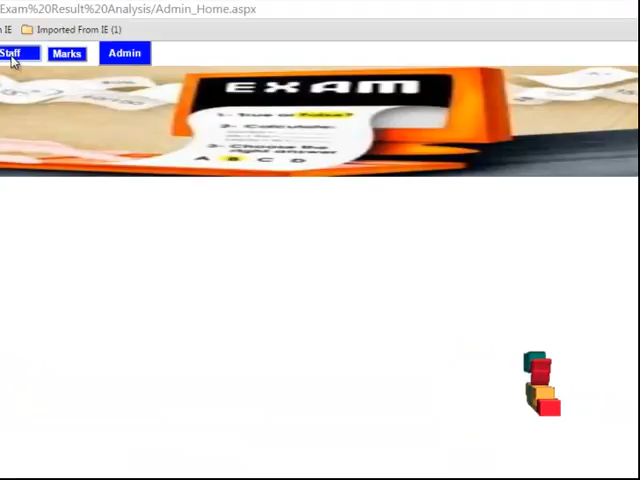 Exam%20Result%20Analysis/Admin_Home.aspx
IE
Imported From IE (1)
Staff
Marks
Admin
EXAM
1- True or False?
2- Calculate:
3- Choose the
right answer
A B C D